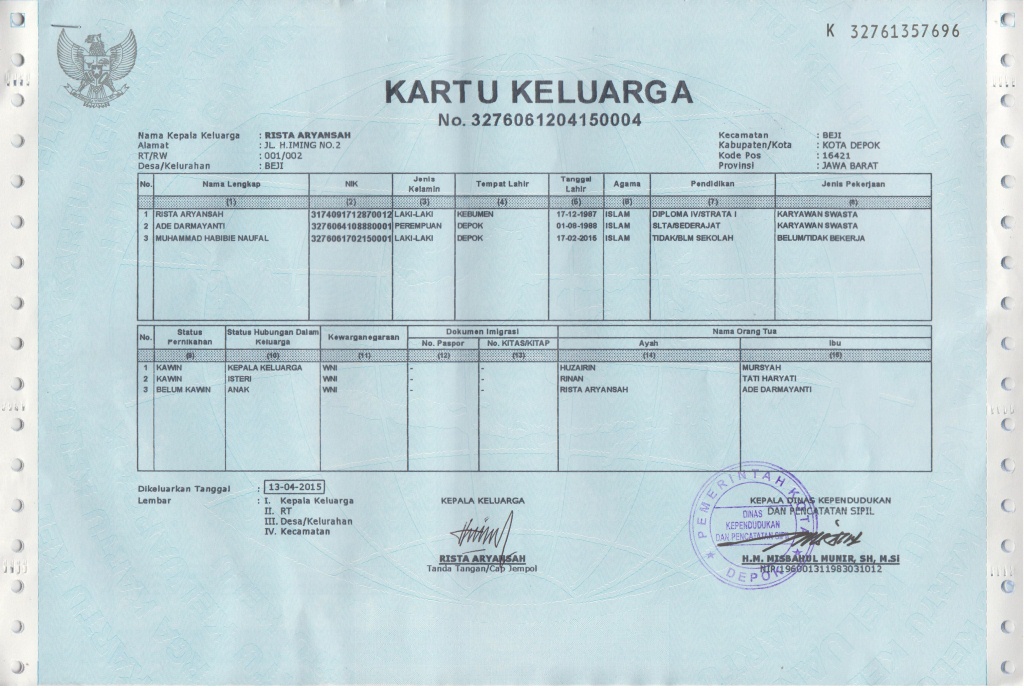 K 32761357696
KARTU KELUARGA
No. 3276061204150004
Nama Kepala Keluarga : RISTA ARYANSAH
Alamat : JL. H.IMING NO.2
RT/RW : 001/002
Desa/Kelurahan : BEJI
Kecamatan : BEJI
Kabupaten/Kota : KOTA DEPOK
Kode Pos : 16421
Provinsi : JAWA BARAT
No. Nama Lengkap NIK Jenis Kelamin Tempat Lahir Tanggal Lahir Agama Pendidikan Jenis Pekerjaan
(1) (2) (3) (4) (5) (6) (7) (8)
1 RISTA ARYANSAH 3174091712870012 LAKI-LAKI KEBUMEN 17-12-1987 ISLAM DIPLOMA IV/STRATA I KARYAWAN SWASTA
2 ADE DARMAYANTI 3276064108880001 PEREMPUAN DEPOK 01-08-1988 ISLAM SLTA/SEDERAJAT KARYAWAN SWASTA
3 MUHAMMAD HABIBIE NAUFAL 3276061702150001 LAKI-LAKI DEPOK 17-02-2015 ISLAM TIDAK/BLM SEKOLAH BELUM/TIDAK BEKERJA
No. Status Pernikahan Status Hubungan Dalam Keluarga Kewarganegaraan Dokumen Imigrasi Nama Orang Tua
No. Paspor No. KITAS/KITAP Ayah Ibu
(9) (10) (11) (12) (13) (14) (15)
1 KAWIN KEPALA KELUARGA WNI - - HUZAIRIN MURSYAH
2 KAWIN ISTERI WNI - - RINAN TATI HARYATI
3 BELUM KAWIN ANAK WNI - - RISTA ARYANSAH ADE DARMAYANTI
Dikeluarkan Tanggal : 13-04-2015
Lembar : I. Kepala Keluarga
II. RT
III. Desa/Kelurahan
IV. Kecamatan
KEPALA KELUARGA
RISTA ARYANSAH
Tanda Tangan/Cap Jempol
KEPALA DINAS KEPENDUDUKAN
DAN PENCATATAN SIPIL
H.M. MISBAHUL MUNIR, SH, M.Si
NIP.196001311983031012
PEMERINTAH KOTA
DINAS
KEPENDUDUKAN
DAN PENCATATAN SIPIL
DEPOK